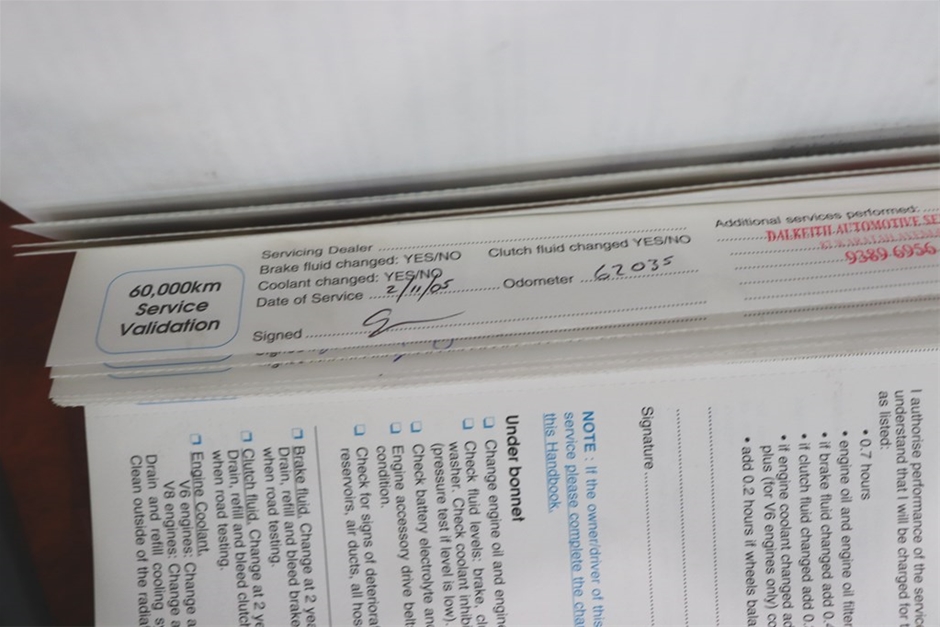 60,000km
Service
Validation
Servicing Dealer
Brake fluid changed: YES/NO Clutch fluid changed YES/NO
Coolant changed: YES/NO
Date of Service 2/11/05 Odometer 62035
Signed
Additional services performed:
DALKEITH AUTOMOTIVE SE
9389 6956
I authorise performance of the servic
understand that I will be charged for t
as listed:
• 0.7 hours
• engine oil and engine oil filter
• if brake fluid changed add 0.
• if clutch fluid changed add 0.
• if engine coolant changed ad
plus (for V6 engines only) co
• add 0.2 hours if wheels bala
Signature
NOTE : If the owner/driver of this
service please complete the cha
this Handbook.
Under bonnet
❑ Change engine oil and engin
❑ Check fluid levels: brake, cl
washer. Check coolant inhibi
(pressure test if level is low).
❑ Check battery electrolyte an
❑ Engine accessory drive belt
condition.
❑ Check for signs of deteriorat
reservoirs, air ducts, all hos
❑ Brake fluid. Change at 2 yea
Drain, refill and bleed brake
when road testing.
❑ Clutch fluid. Change at 2 ye
Drain, refill and bleed clutch
when road testing.
❑ Engine Coolant.
V6 engines: Change a
V8 engines: Change a
Drain and refill cooling s
Clean outside of the radiat